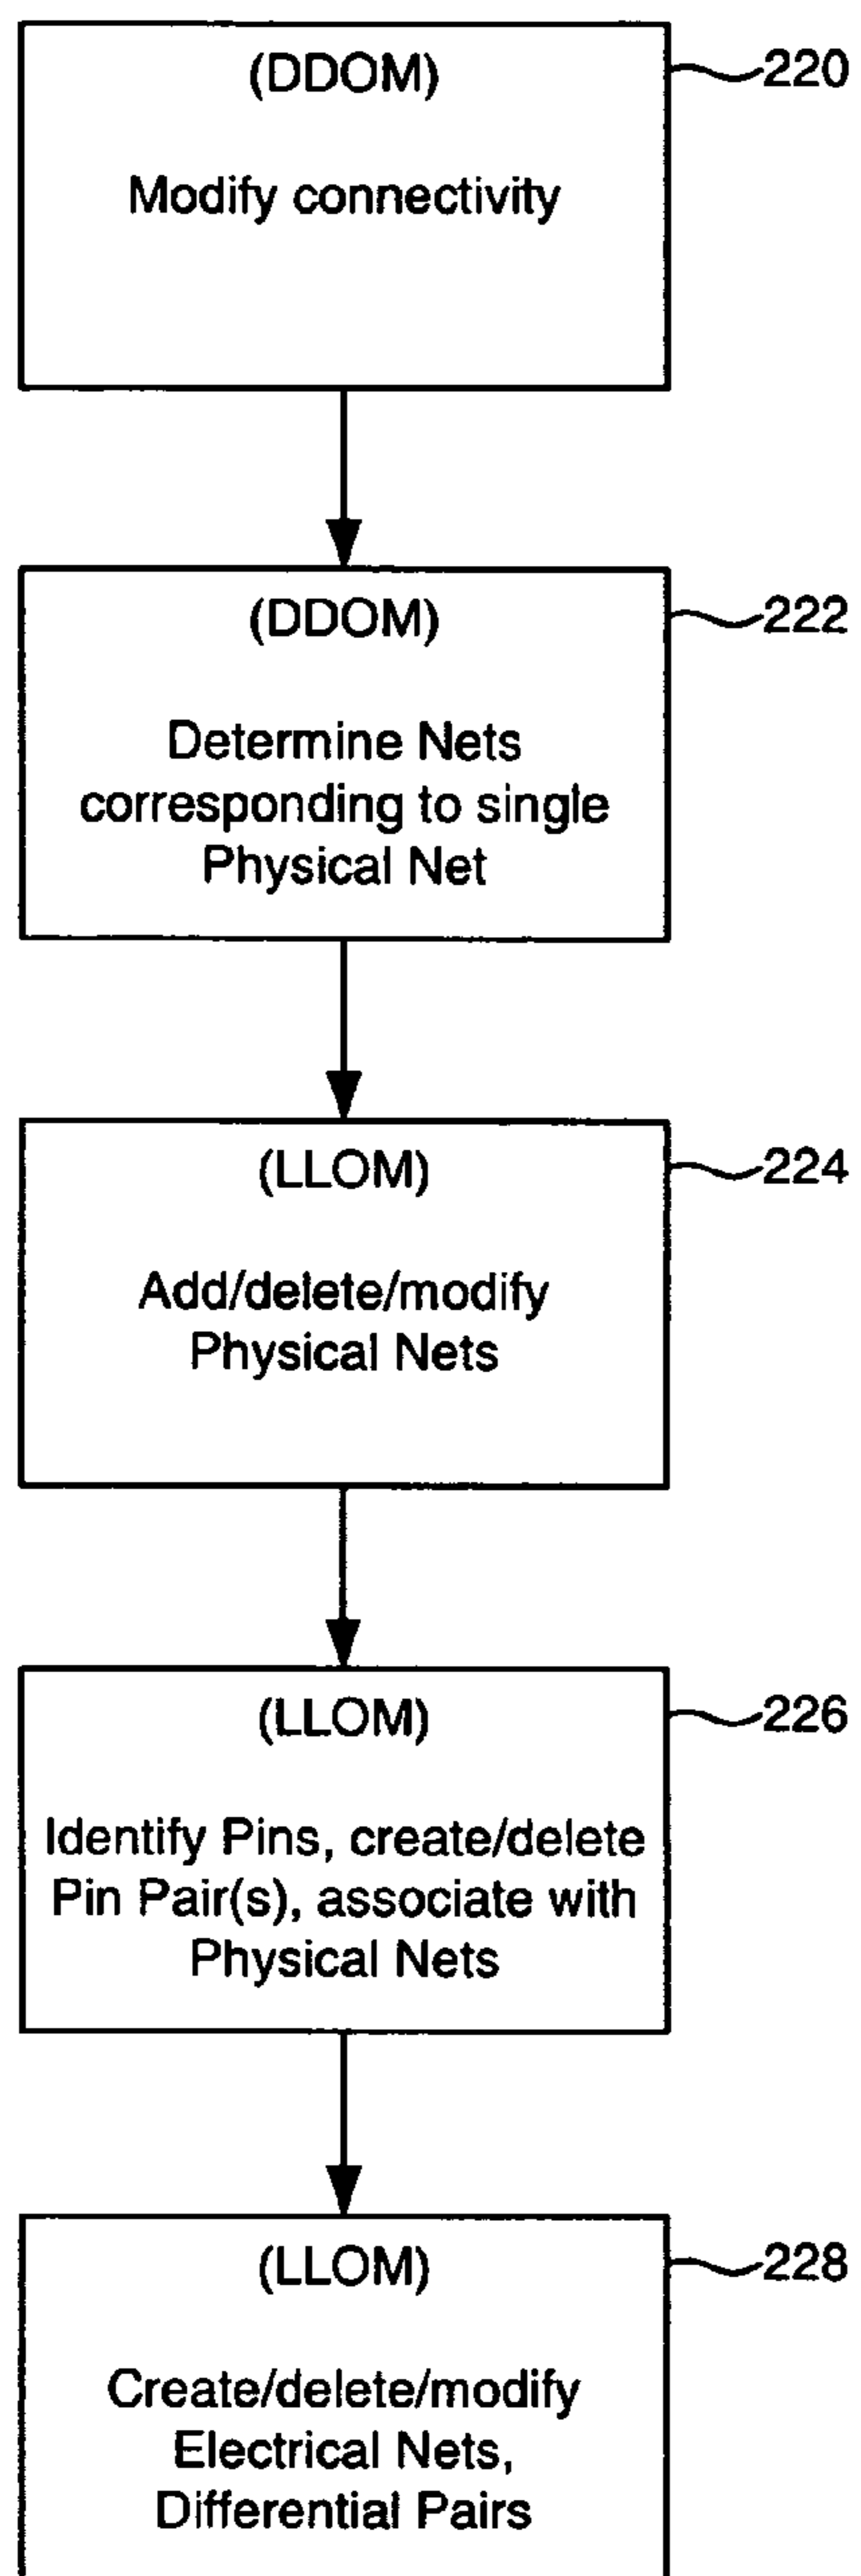 (DDOM)
220
Modify connectivity
(DDOM)
222
Determine Nets
corresponding to single
Physical Net
(LLOM)
224
Add/delete/modify
Physical Nets
(LLOM)
226
Identify Pins, create/delete
Pin Pair(s), associate with
Physical Nets
(LLOM)
228
Create/delete/modify
Electrical Nets,
Differential Pairs